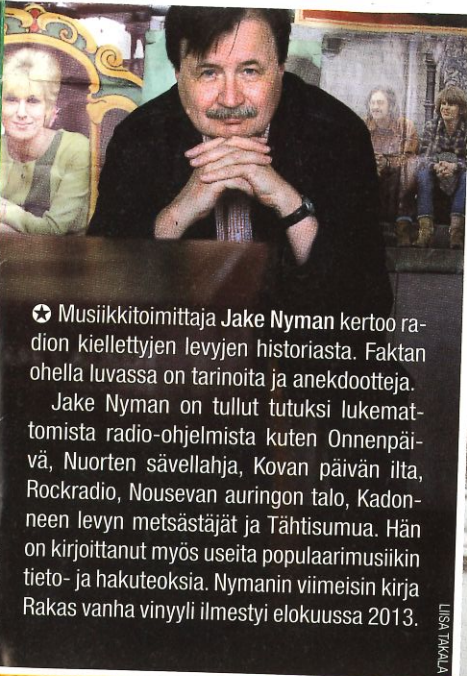 ✪ Musiikkitoimittaja Jake Nyman kertoo ra-
dion kiellettyjen levyjen historiasta. Faktan
ohella luvassa on tarinoita ja anekdootteja.
Jake Nyman on tullut tutuksi lukemat-
tomista radio-ohjelmista kuten Onnenpäi-
vä, Nuorten sävellahja, Kovan päivän ilta,
Rockradio, Nousevan auringon talo, Kadon-
neen levyn metsästäjät ja Tähtisumua. Hän
on kirjoittanut myös useita populaarimusiikin
tieto- ja hakuteoksia. Nymanin viimeisin kirja
Rakas vanha vinyyli ilmestyi elokuussa 2013.
LIISA TAKALA